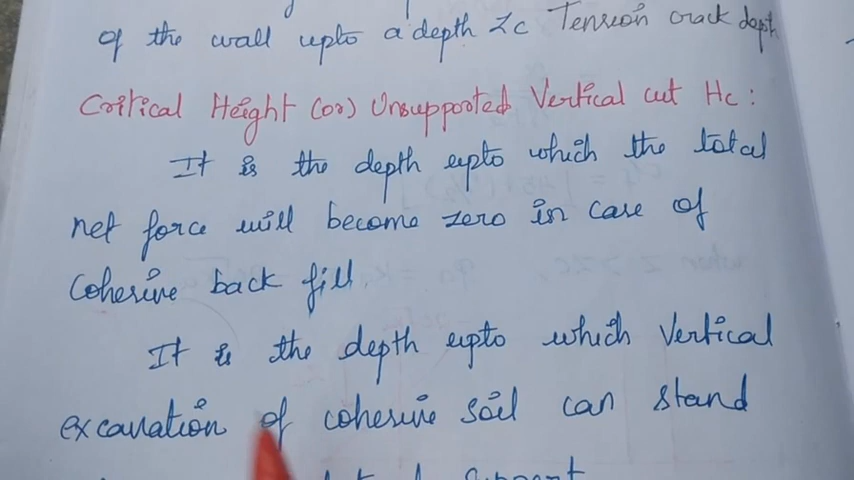 of the wall upto a depth Zc Tension crack depth
Critical Height (or) Unsupported Vertical cut Hc :
It is the depth upto which the total
net force will become zero in case of
Cohesive back fill.
It is the depth upto which Vertical
excavation of cohesive soil can stand